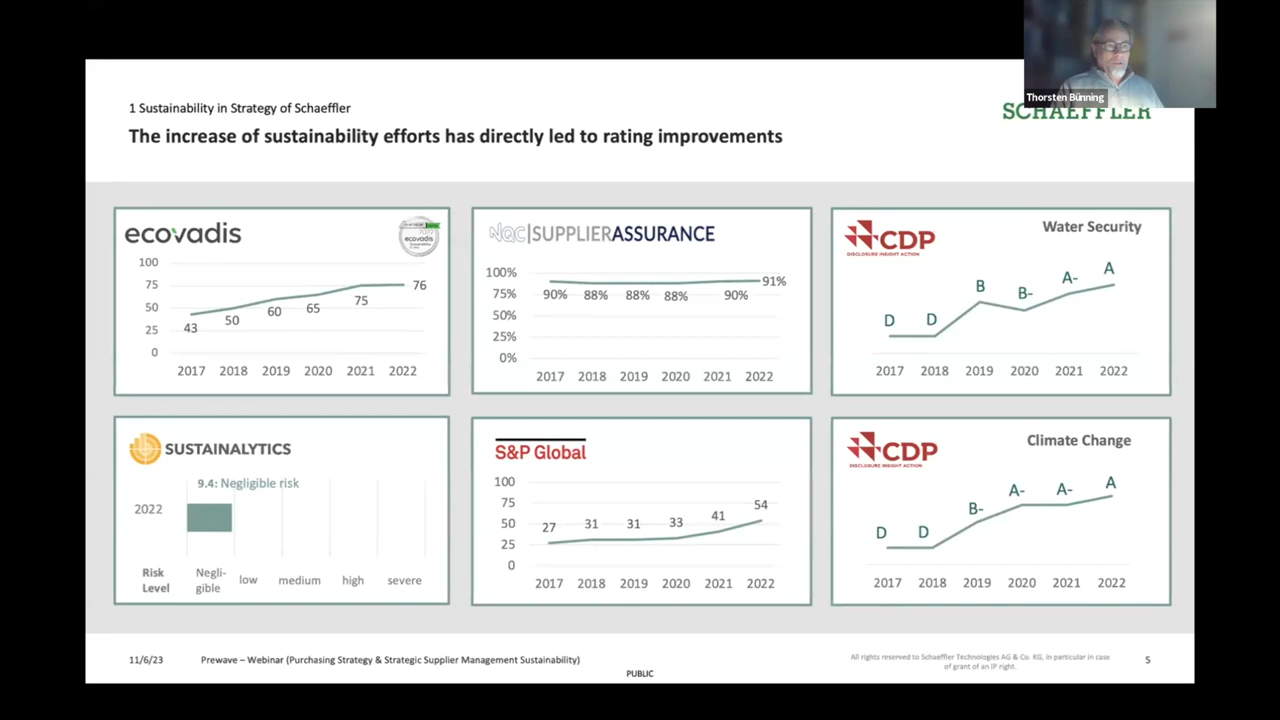 Thorsten Bünning
1 Sustainability in Strategy of Schaeffler
The increase of sustainability efforts has directly led to rating improvements
SCHAEFFLER
ecovadis
ecovadis
100
75
50
25
0
43
50
60
65
75
76
2017 2018 2019 2020 2021 2022
NQC | SUPPLIERASSURANCE
100%
75%
50%
25%
0%
90% 88% 88% 88% 90% 91%
2017 2018 2019 2020 2021 2022
CDP
DISCLOSURE INSIGHT ACTION
Water Security
D D B B- A- A
2017 2018 2019 2020 2021 2022
SUSTAINALYTICS
9.4: Negligible risk
2022
Risk
Level
Negli-
gible
low medium high severe
S&P Global
100
75
50
25
0
27 31 31 33 41 54
2017 2018 2019 2020 2021 2022
CDP
DISCLOSURE INSIGHT ACTION
Climate Change
D D B- A- A- A
2017 2018 2019 2020 2021 2022
11/6/23
Prewave – Webinar (Purchasing Strategy & Strategic Supplier Management Sustainability)
PUBLIC
All rights reserved to Schaeffler Technologies AG & Co. KG, in particular in case
of grant of an IP right.
5